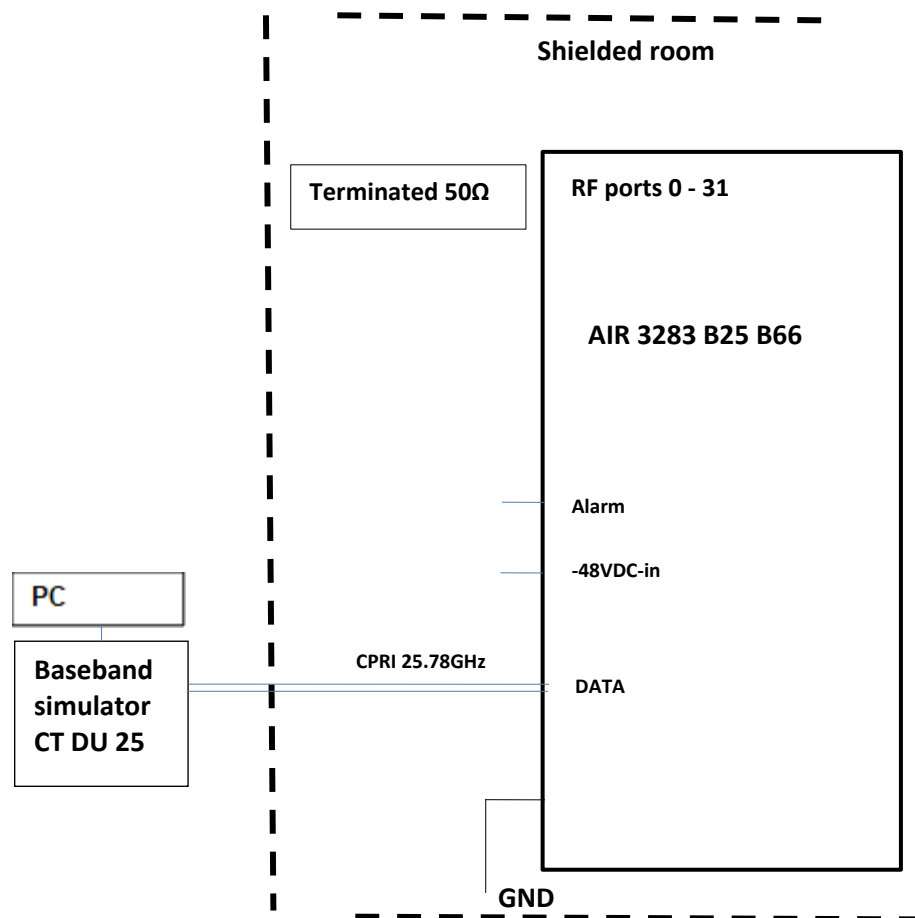 Shielded room
Terminated 50Ω
RF ports 0 - 31
AIR 3283 B25 B66
Alarm
-48VDC-in
PC
Baseband
simulator
CT DU 25
CPRI 25.78GHz
DATA
GND